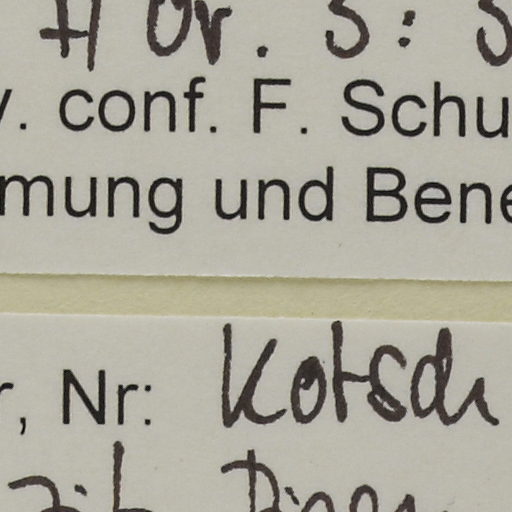 Or. 3:
v. conf. F. Schu
mung und Bene
r, Nr: Kotsch